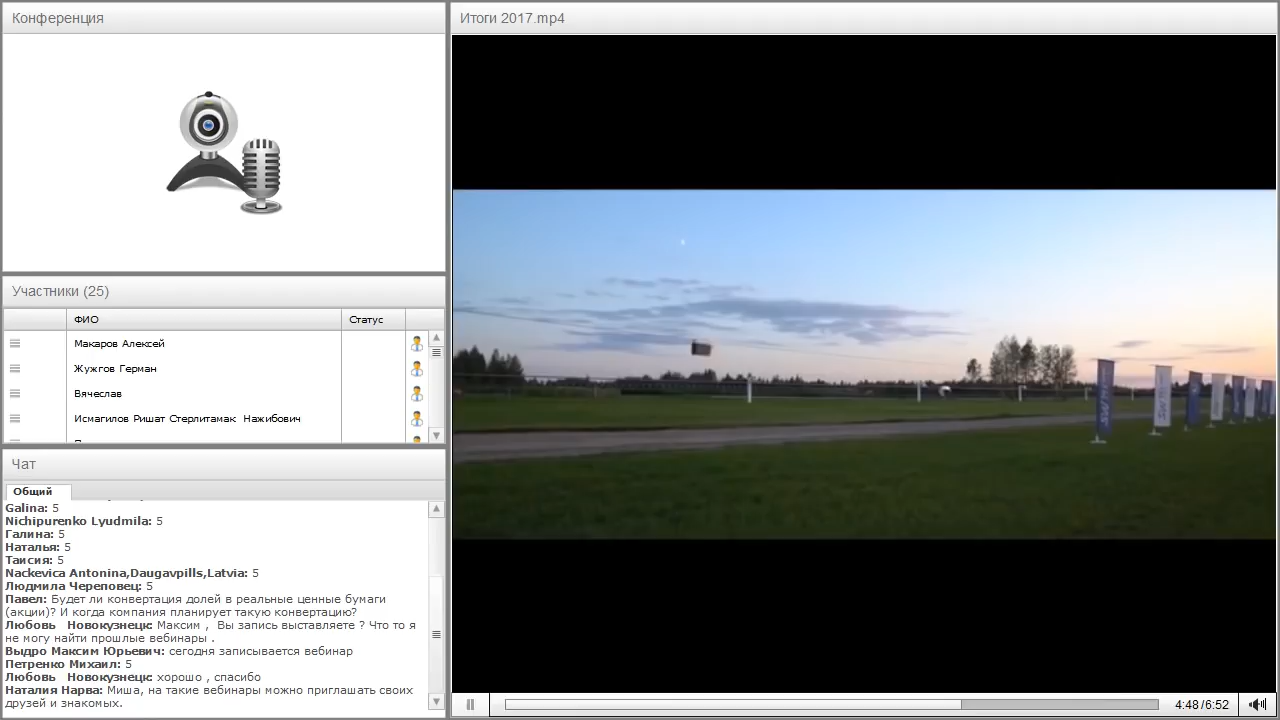 Конференция
Итоги 2017.mp4
Участники (25)
ФИО
Статус
Макаров Алексей
Жужгов Герман
Вячеслав
Исмагилов Ришат Стерлитамак Нажибович
Чат
Общий
Galina: 5
Nichipurenko Lyudmila: 5
Галина: 5
Наталья: 5
Таисия: 5
Nackevica Antonina,Daugavpills,Latvia: 5
Людмила Череповец: 5
Павел: Будет ли конвертация долей в реальные ценные бумаги
(акции)? И когда компания планирует такую конвертацию?
Любовь Новокузнецк: Максим , Вы запись выставляете ? Что то я
не могу найти прошлые вебинары .
Выдро Максим Юрьевич: сегодня записывается вебинар
Петренко Михаил: 5
Любовь Новокузнецк: хорошо , спасибо
Наталия Нарва: Миша, на такие вебинары можно приглашать своих
друзей и знакомых.
4:48/6:52